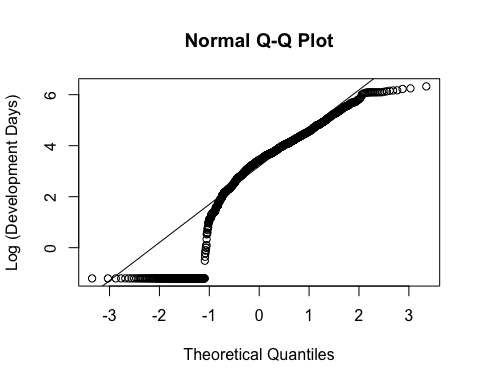 Normal Q-Q Plot
Log (Development Days)
6
4
2
0
-3 -2 -1 0 1 2 3
Theoretical Quantiles